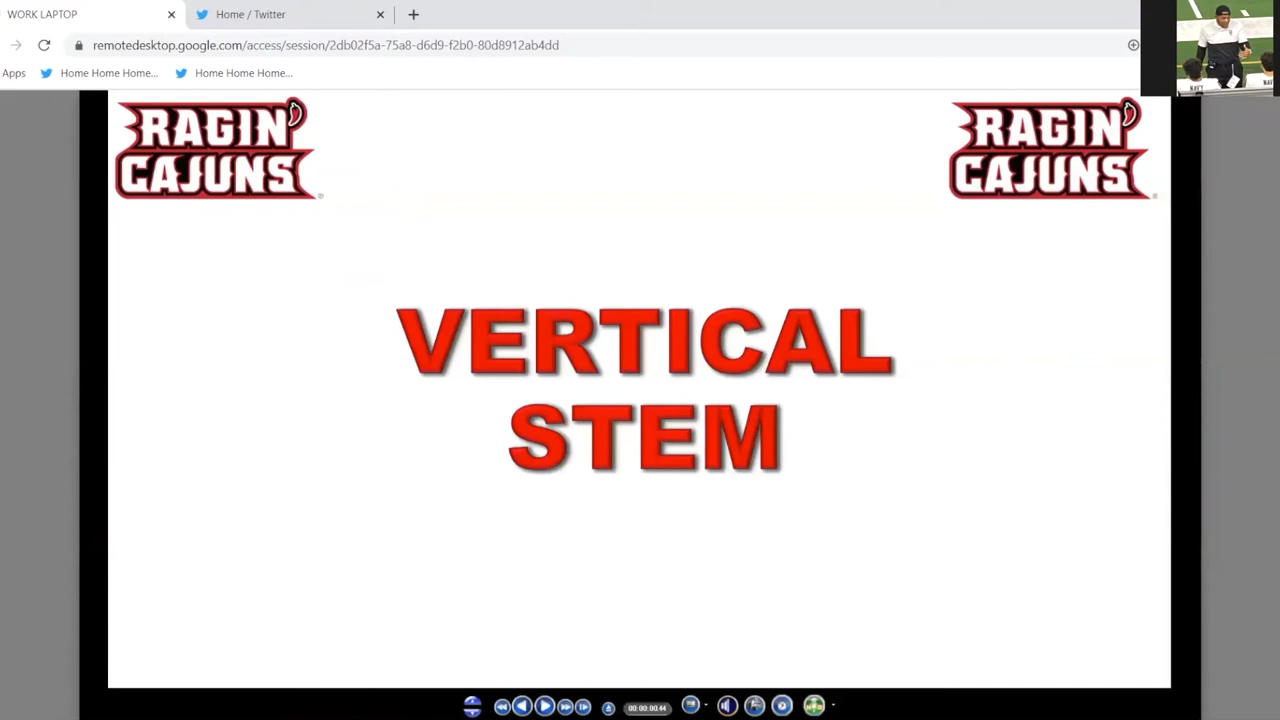 WORK LAPTOP
Home / Twitter
remotedesktop.google.com/access/session/2db02f5a-75a8-d6d9-f2b0-80d8912ab4dd
Apps
Home Home Home...
Home Home Home...
RAGIN'
CAJUNS
®
RAGIN'
CAJUNS
®
VERTICAL
STEM
NAVY
00:00:00.44